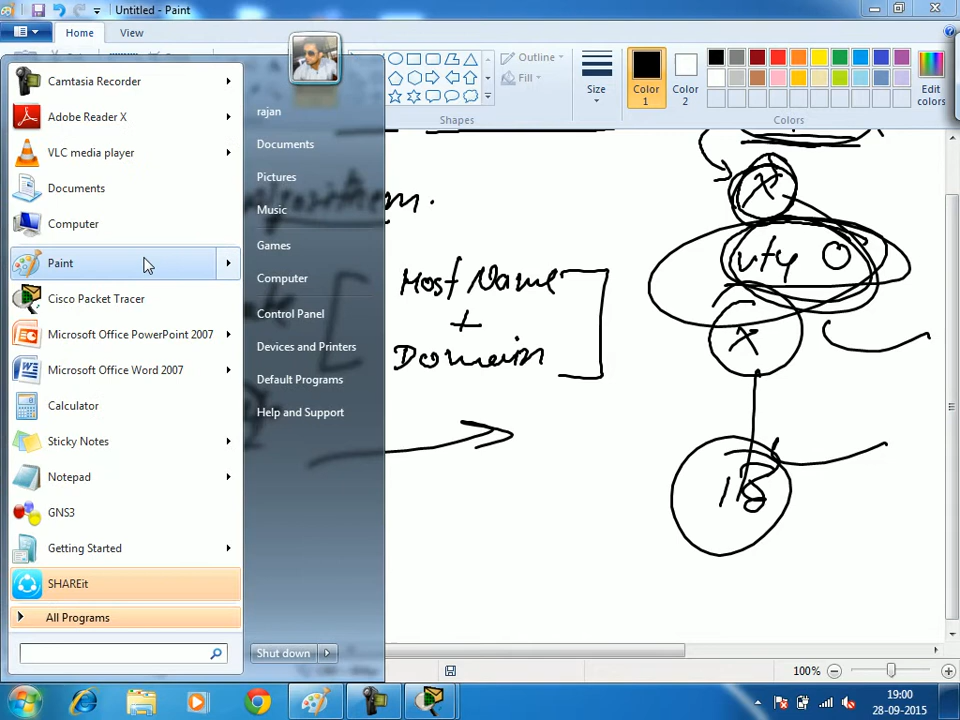 Untitled - Paint
Home
View
Outline
Fill
Shapes
Size
Color 1
Color 2
Edit colors
Colors
Camtasia Recorder
Adobe Reader X
VLC media player
Documents
Computer
Paint
Cisco Packet Tracer
Microsoft Office PowerPoint 2007
Microsoft Office Word 2007
Calculator
Sticky Notes
Notepad
GNS3
Getting Started
SHAREit
All Programs
rajan
Documents
Pictures
Music
Games
Computer
Control Panel
Devices and Printers
Default Programs
Help and Support
Shut down
Host Name
+
Domain
X
vty 0
X
100%
19:00
28-09-2015